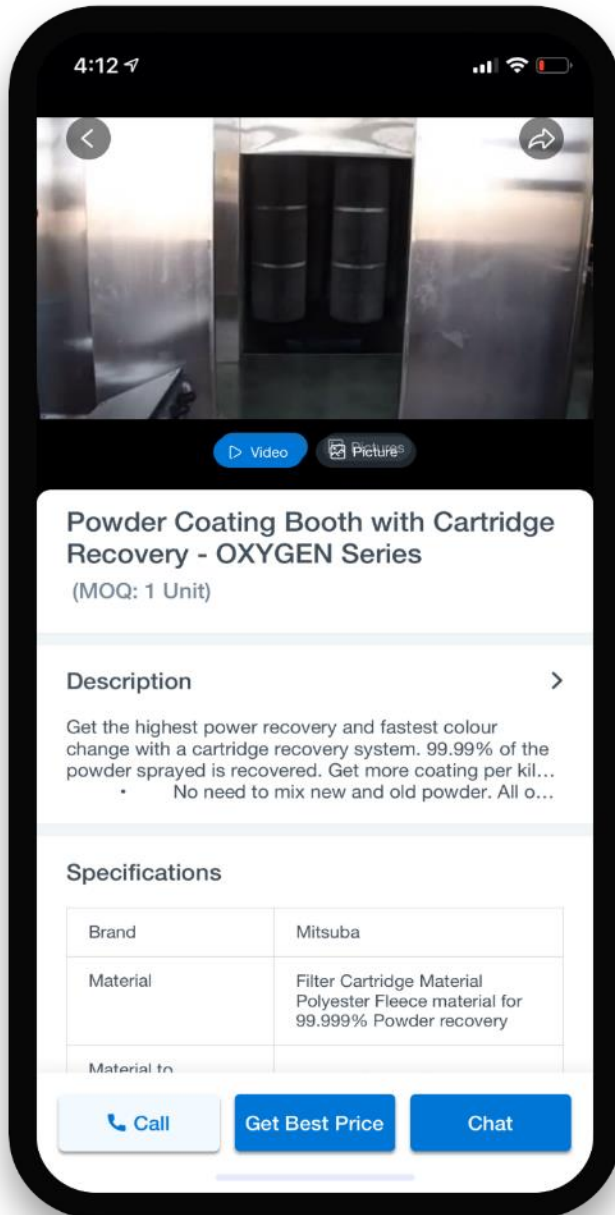 4:12
Video
Picture
Powder Coating Booth with Cartridge
Recovery - OXYGEN Series
(MOQ: 1 Unit)
Description
Get the highest power recovery and fastest colour
change with a cartridge recovery system. 99.99% of the
powder sprayed is recovered. Get more coating per kil...
• No need to mix new and old powder. All o...
Specifications
Brand
Mitsuba
Material
Filter Cartridge Material
Polyester Fleece material for
99.999% Powder recovery
Material to
Call
Get Best Price
Chat